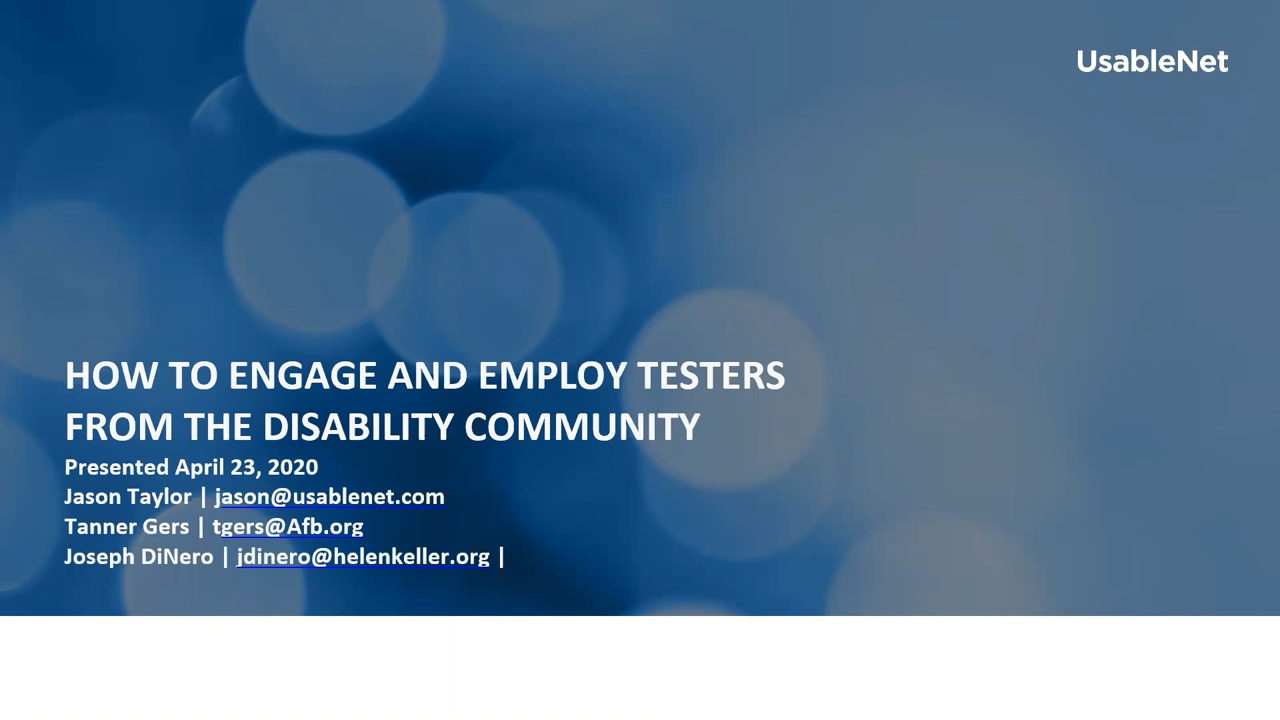 UsableNet
HOW TO ENGAGE AND EMPLOY TESTERS
FROM THE DISABILITY COMMUNITY
Presented April 23, 2020
Jason Taylor | jason@usablenet.com
Tanner Gers | tgers@Afb.org
Joseph DiNero | jdinero@helenkeller.org |